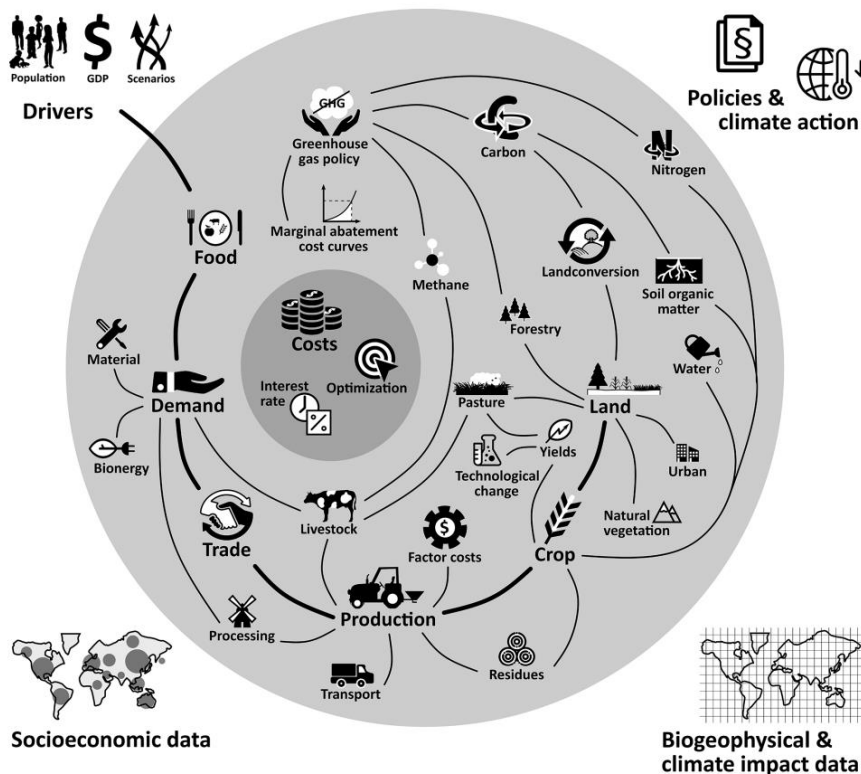 Population
GDP
Scenarios
Drivers
§
Policies &
climate action
GHG
Greenhouse
gas policy
Carbon
N
Nitrogen
Marginal abatement
cost curves
Food
Methane
Landconversion
Soil organic
matter
Costs
Forestry
Material
Water
Optimization
Interest
rate
%
Demand
Pasture
Land
Bionergy
Yields
Technological
change
Urban
Livestock
Natural
vegetation
Trade
Factor costs
Crop
Production
Processing
Transport
Residues
Socioeconomic data
Biogeophysical &
climate impact data